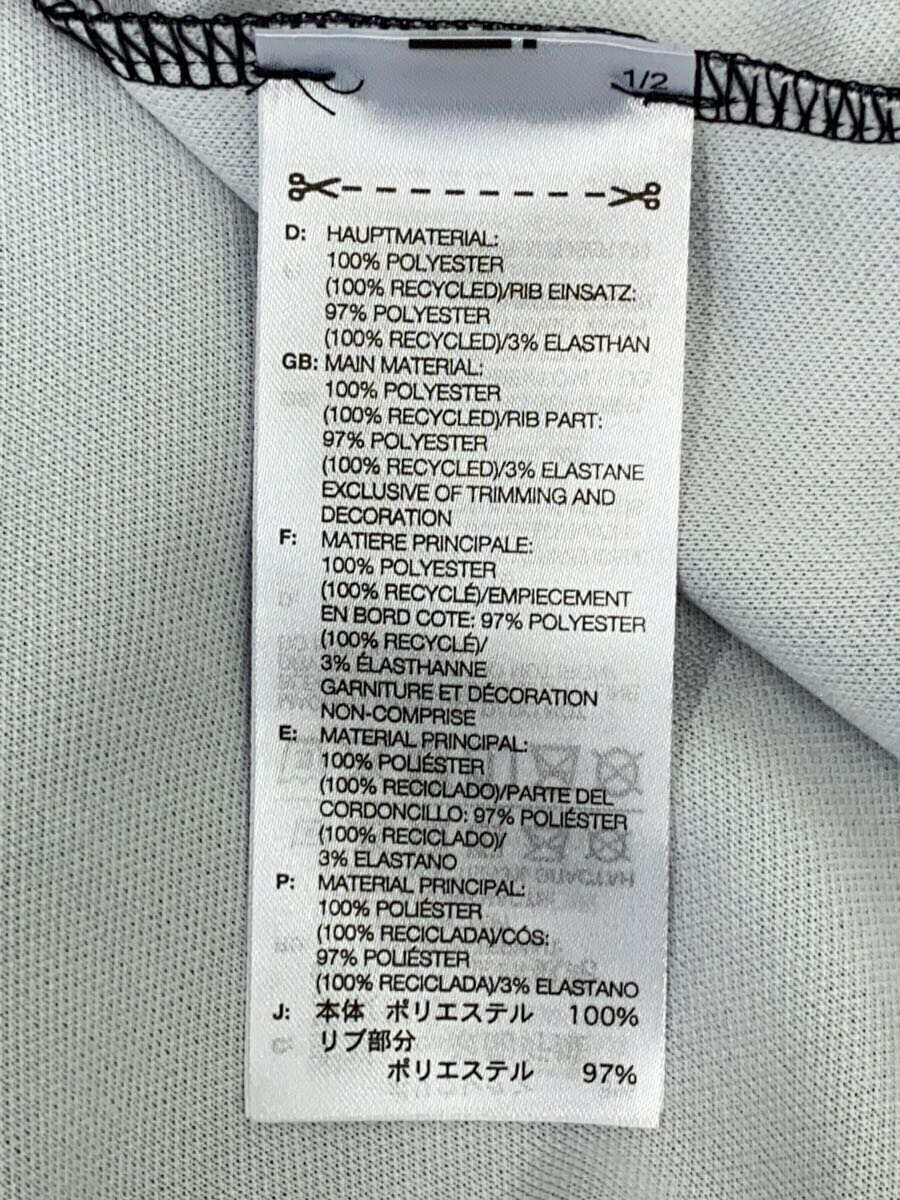 1/2
D: HAUPTMATERIAL:
100% POLYESTER
(100% RECYCLED)/RIB EINSATZ:
97% POLYESTER
(100% RECYCLED)/3% ELASTHAN
GB: MAIN MATERIAL:
100% POLYESTER
(100% RECYCLED)/RIB PART:
97% POLYESTER
(100% RECYCLED)/3% ELASTANE
EXCLUSIVE OF TRIMMING AND
DECORATION
F: MATIERE PRINCIPALE:
100% POLYESTER
(100% RECYCLÉ)/EMPIECEMENT
EN BORD COTE: 97% POLYESTER
(100% RECYCLÉ)/
3% ÉLASTHANNE
GARNITURE ET DÉCORATION
NON-COMPRISE
E: MATERIAL PRINCIPAL:
100% POLIÉSTER
(100% RECICLADO)/PARTE DEL
CORDONCILLO: 97% POLIÉSTER
(100% RECICLADO)/
3% ELASTANO
P: MATERIAL PRINCIPAL:
100% POLIÉSTER
(100% RECICLADA)/CÓS:
97% POLIÉSTER
(100% RECICLADA)/3% ELASTANO
J: 本体 ポリエステル 100%
リブ部分
ポリエステル 97%